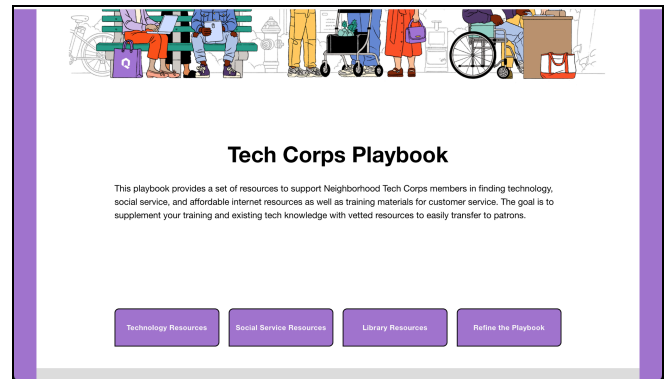 Q
Tech Corps Playbook
This playbook provides a set of resources to support Neighborhood Tech Corps members in finding technology,
social service, and affordable internet resources as well as training materials for customer service. The goal is to
supplement your training and existing tech knowledge with vetted resources to easily transfer to patrons.
Technology Resources
Social Service Resources
Library Resources
Refine the Playbook